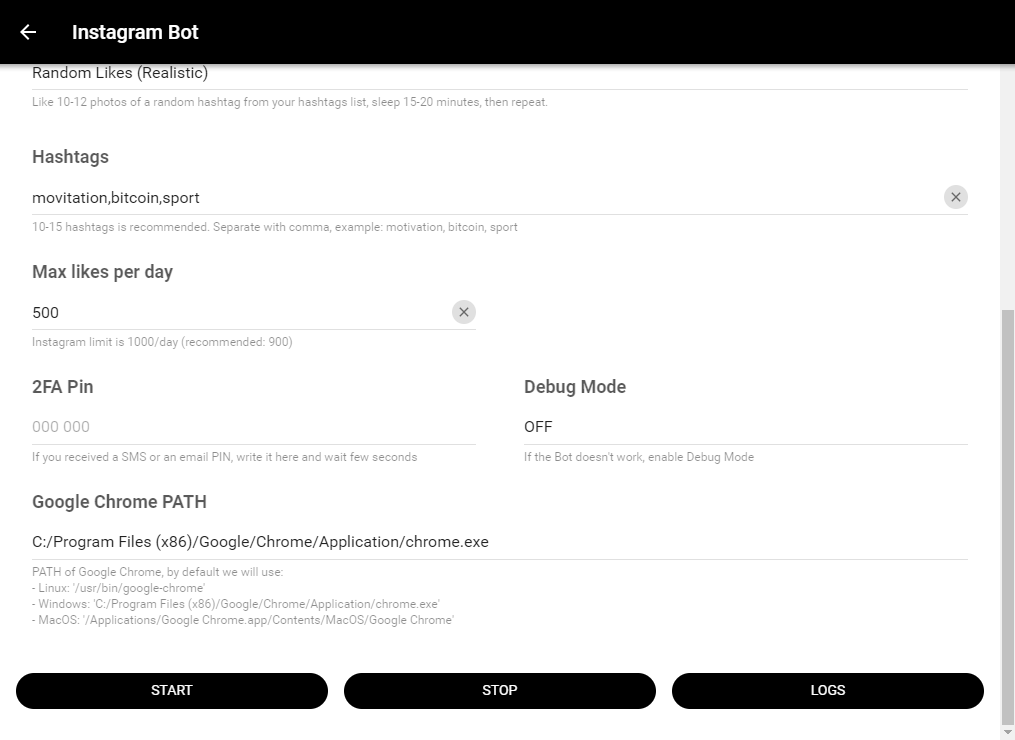 Instagram Bot
Random Likes (Realistic)
Like 10-12 photos of a random hashtag from your hashtags list, sleep 15-20 minutes, then repeat.
Hashtags
movitation,bitcoin,sport
10-15 hashtags is recommended. Separate with comma, example: motivation, bitcoin, sport
Max likes per day
500
Instagram limit is 1000/day (recommended: 900)
2FA Pin
000 000
If you received a SMS or an email PIN, write it here and wait few seconds
Debug Mode
OFF
If the Bot doesn't work, enable Debug Mode
Google Chrome PATH
C:/Program Files (x86)/Google/Chrome/Application/chrome.exe
PATH of Google Chrome, by default we will use:
- Linux: '/usr/bin/google-chrome'
- Windows: 'C:/Program Files (x86)/Google/Chrome/Application/chrome.exe'
- MacOS: '/Applications/Google Chrome.app/Contents/MacOS/Google Chrome'
START
STOP
LOGS